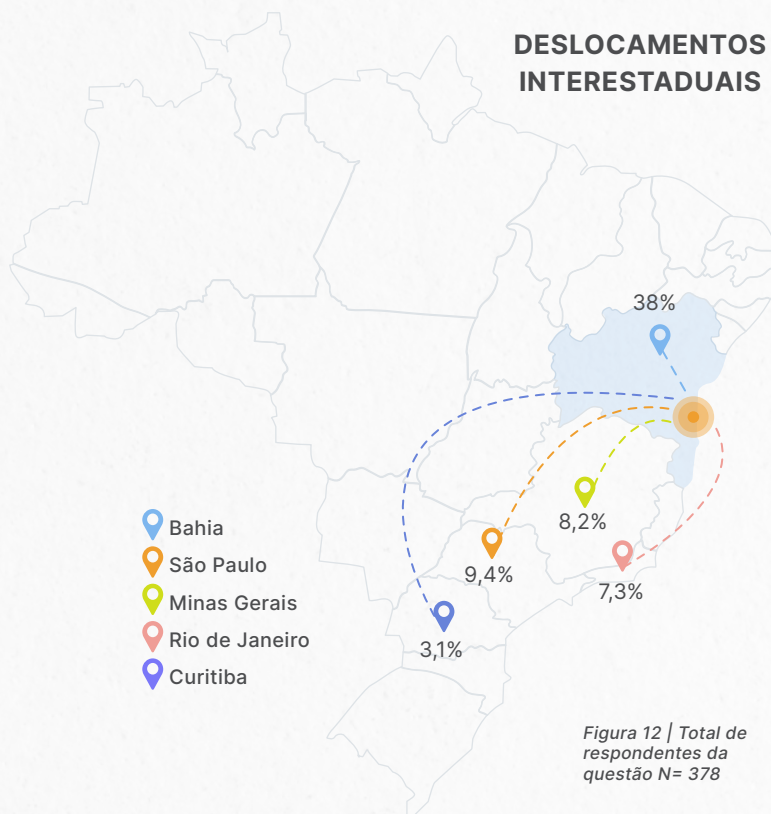 DESLOCAMENTOS
INTERESTADUAIS
38%
8,2%
9,4%
7,3%
3,1%
Bahia
São Paulo
Minas Gerais
Rio de Janeiro
Curitiba
Figura 12 | Total de
respondentes da
questão N= 378